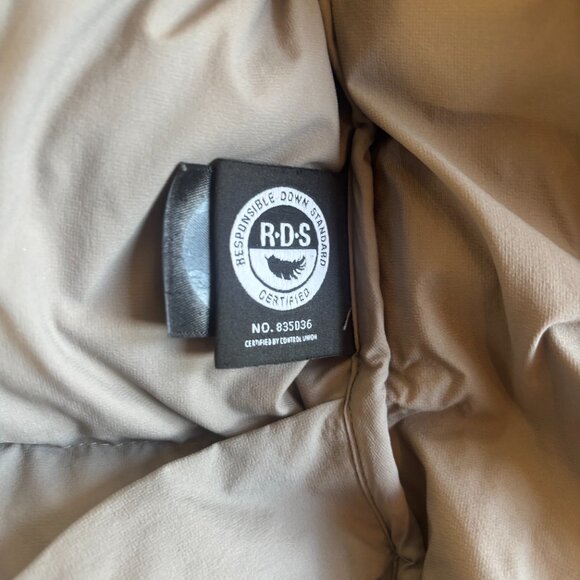 RESPONSIBLE DOWN STANDARD
R·D·S
CERTIFIED
NO. 835036
CERTIFIED BY CONTROL UNION